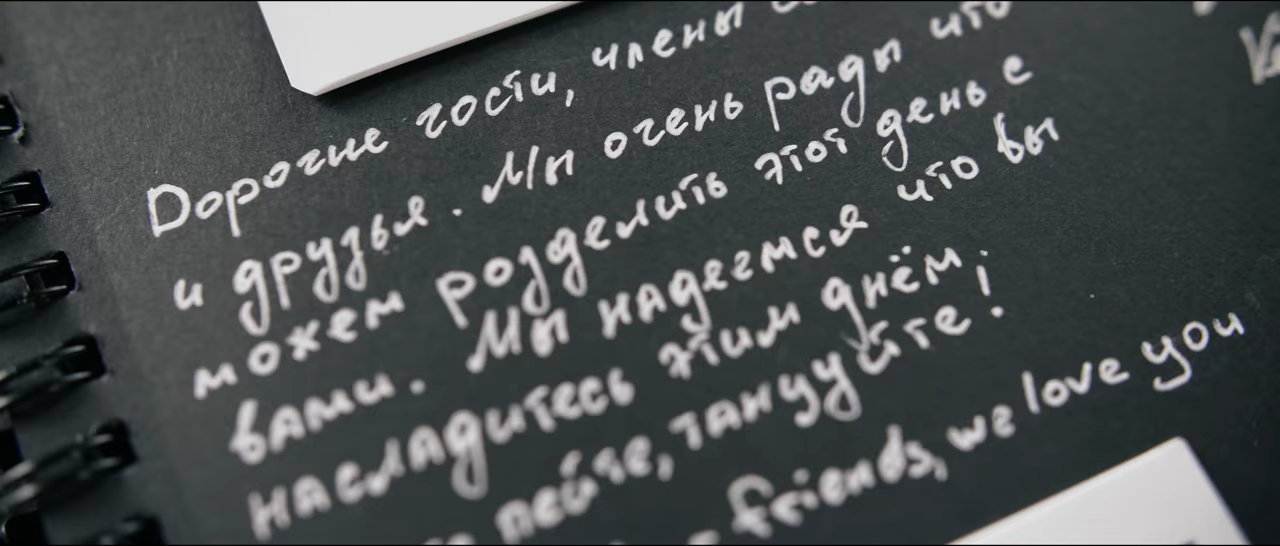 Дорогие гости, члены
и друзья. Мы очень рады что
можем розделить этот день с
вами. Мы надеемся что вы
насладитесь этим днём.
пейте, танцуйте!
friends, we love you